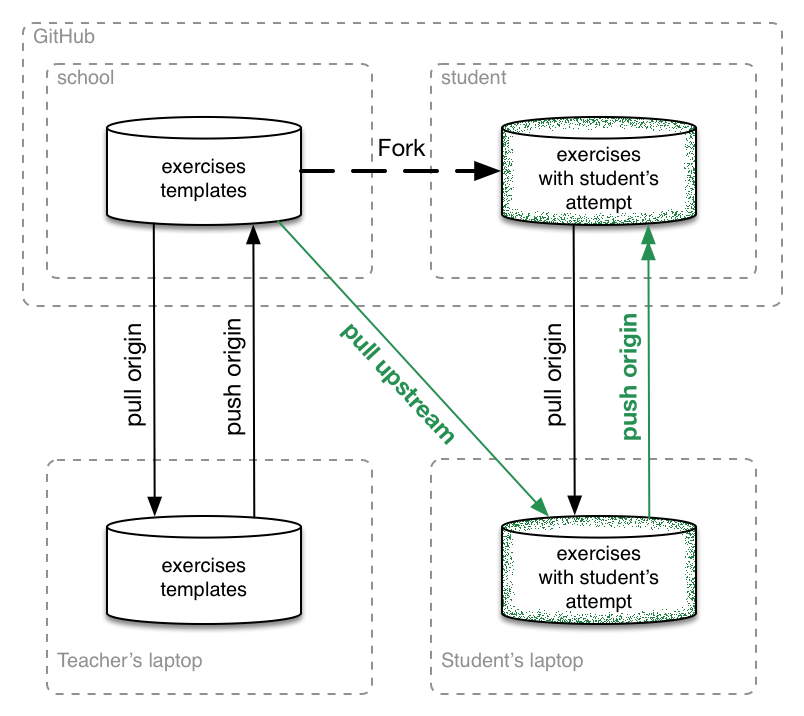 GitHub
school
student
exercises
templates
Fork
exercises
with student's
attempt
pull origin
push origin
pull upstream
pull origin
push origin
exercises
templates
exercises
with student's
attempt
Teacher's laptop
Student's laptop